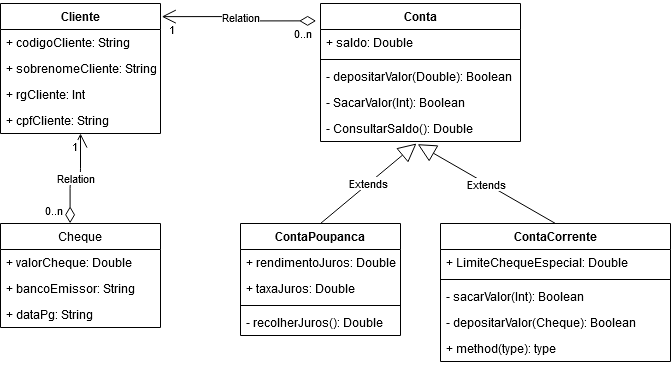 Cliente
+ codigoCliente: String
+ sobrenomeCliente: String
+ rgCliente: Int
+ cpfCliente: String
1
Relation
0..n
Conta
+ saldo: Double
- depositarValor(Double): Boolean
- SacarValor(Int): Boolean
- ConsultarSaldo(): Double
1
Relation
0..n
Extends
Extends
Cheque
+ valorCheque: Double
+ bancoEmissor: String
+ dataPg: String
ContaPoupanca
+ rendimentoJuros: Double
+ taxaJuros: Double
- recolherJuros(): Double
ContaCorrente
+ LimiteChequeEspecial: Double
- sacarValor(Int): Boolean
- depositarValor(Cheque): Boolean
+ method(type): type